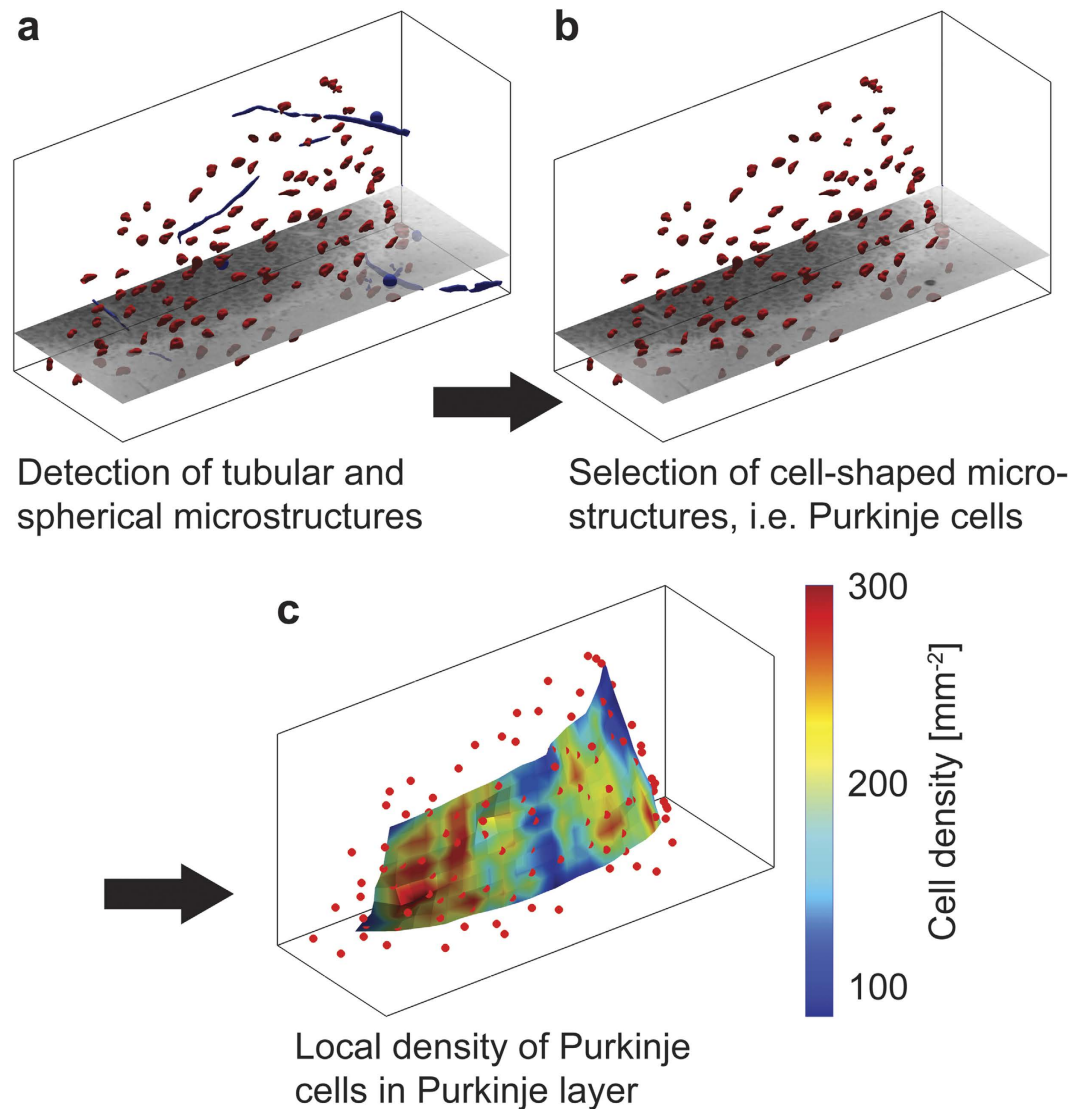 a
b
Detection of tubular and
spherical microstructures
Selection of cell-shaped micro-
structures, i.e. Purkinje cells
c
300
200
100
Cell density [mm-2]
Local density of Purkinje
cells in Purkinje layer